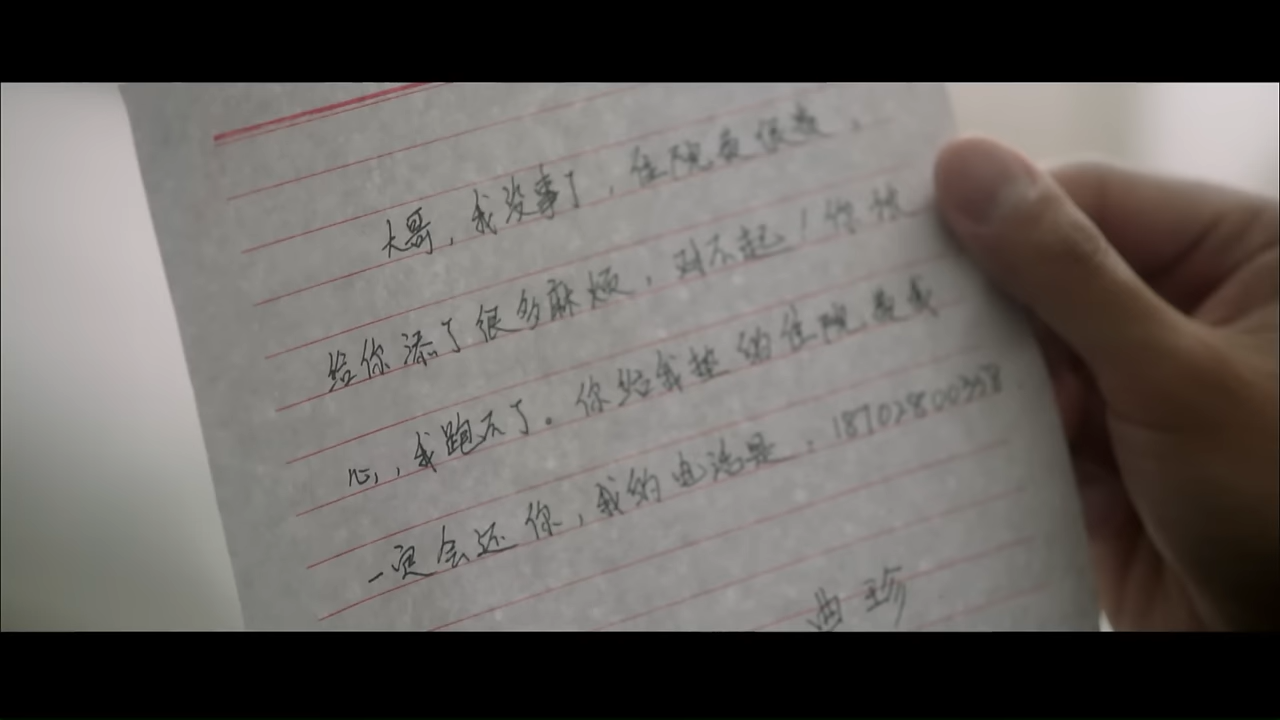 大哥，我没事了，住院费很贵，
给你添了很多麻烦，对不起！你放
心，我跑不了。你给我垫的住院费我
一定会还你，我的电话是：18702800358
曲珍